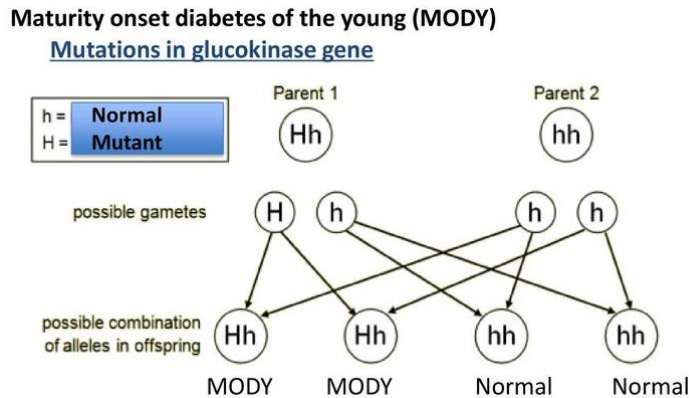 Maturity onset diabetes of the young (MODY)
Mutations in glucokinase gene
h = Normal
H = Mutant
Parent 1
Parent 2
Hh
hh
possible gametes
H
h
h
h
possible combination
of alleles in offspring
Hh
Hh
hh
hh
MODY
MODY
Normal
Normal